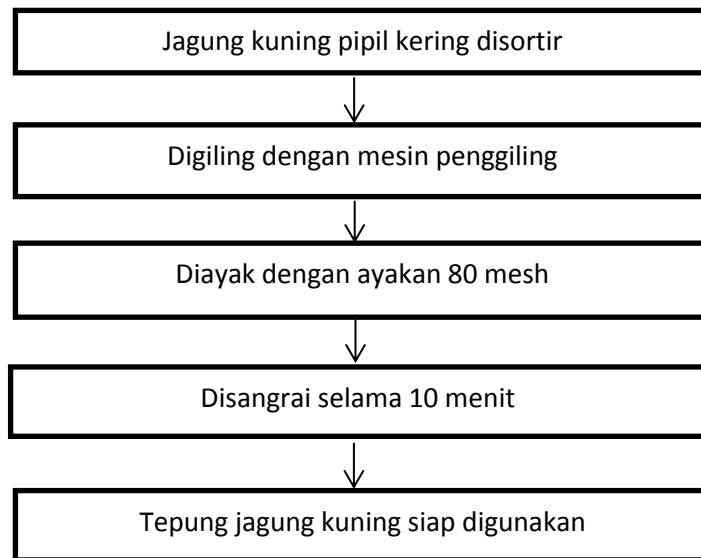 Jagung kuning pipil kering disortir
Digiling dengan mesin penggiling
Diayak dengan ayakan 80 mesh
Disangrai selama 10 menit
Tepung jagung kuning siap digunakan